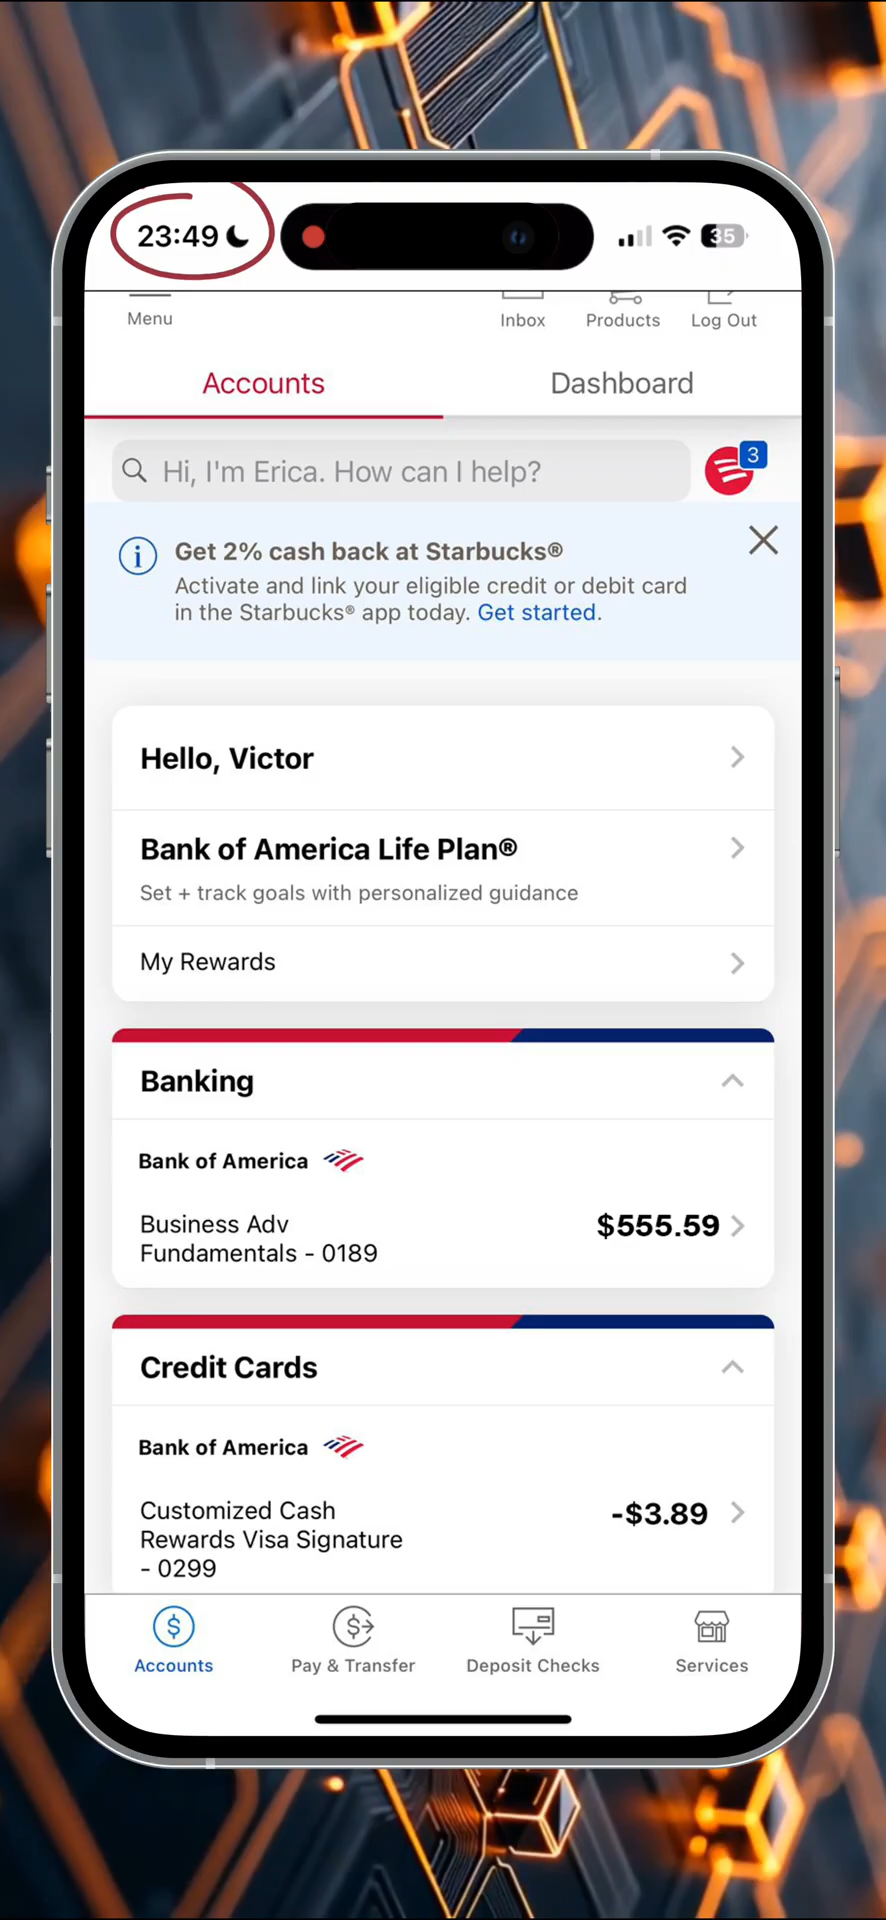 23:49
35
Menu
Inbox
Products
Log Out
Accounts
Dashboard
Hi, I'm Erica. How can I help?
3
Get 2% cash back at Starbucks®
Activate and link your eligible credit or debit card
in the Starbucks® app today. Get started.
Hello, Victor
Bank of America Life Plan®
Set + track goals with personalized guidance
My Rewards
Banking
Bank of America
Business Adv
Fundamentals - 0189
$555.59
Credit Cards
Bank of America
Customized Cash
Rewards Visa Signature
- 0299
-$3.89
Accounts
Pay & Transfer
Deposit Checks
Services